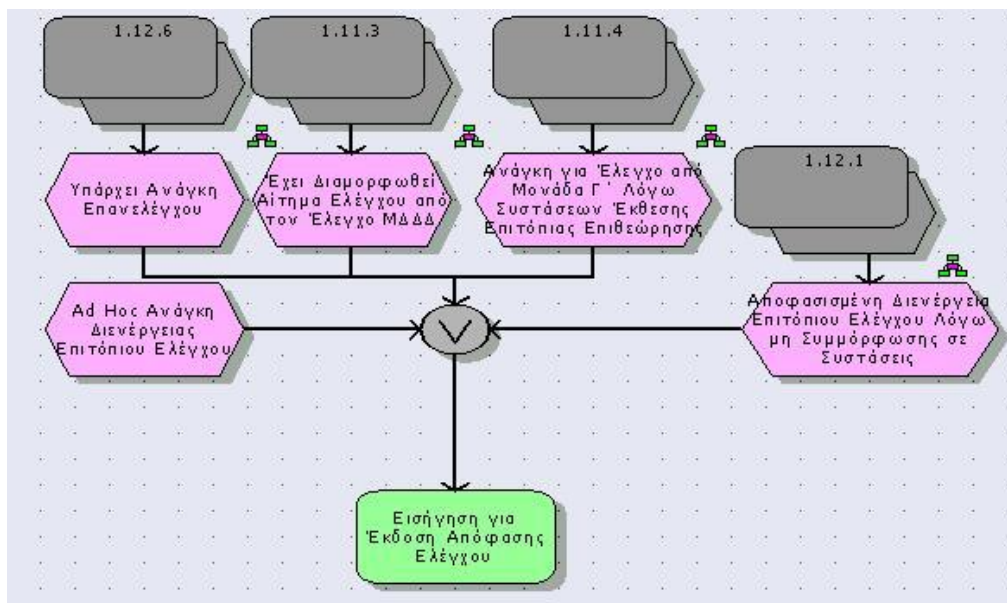 1.12.6
1.11.3
1.11.4
1.12.1
Υπάρχει Ανάγκη
Επανελέγχου
Έχει Διαμορφωθεί
Αίτημα Ελέγχου από
τον Έλεγχο ΜΔΔΔ
Ανάγκη για Έλεγχο από
Μονάδα Γ΄ Λόγω
Συστάσεων Έκθεσης
Επιτόπιας Επιθεώρησης
Ad Hoc Ανάγκη
Διενέργειας
Επιτόπιου Ελέγχου
Αποφασισμένη Διενέργεια
Επιτόπιου Ελέγχου Λόγω
μη Συμμόρφωσης σε
Συστάσεις
Εισήγηση για
Έκδοση Απόφασης
Ελέγχου